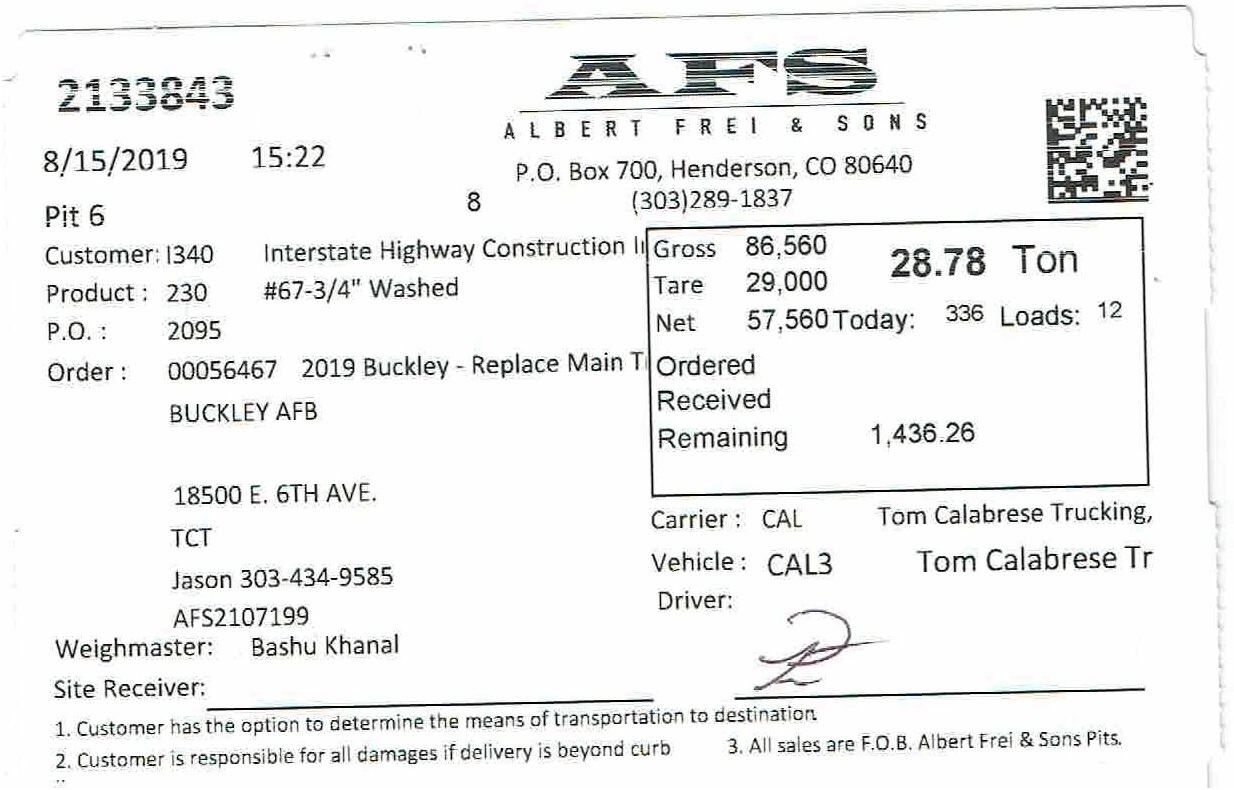 2133843
AFS
ALBERT FREI & SONS
8/15/2019 15:22
P.O. Box 700, Henderson, CO 80640
Pit 6 8 (303)289-1837
Customer: I340 Interstate Highway Construction
Product : 230 #67-3/4" Washed
P.O. : 2095
Order : 00056467 2019 Buckley - Replace Main
BUCKLEY AFB
18500 E. 6TH AVE.
TCT
Jason 303-434-9585
AFS2107199
Weighmaster: Bashu Khanal
Site Receiver:
Gross 86,560 28.78 Ton
Tare 29,000
Net 57,560 Today: 336 Loads: 12
Ordered
Received
Remaining 1,436.26
Carrier : CAL Tom Calabrese Trucking,
Vehicle : CAL3 Tom Calabrese Tr
Driver:
1. Customer has the option to determine the means of transportation to destination.
2. Customer is responsible for all damages if delivery is beyond curb 3. All sales are F.O.B. Albert Frei & Sons Pits.